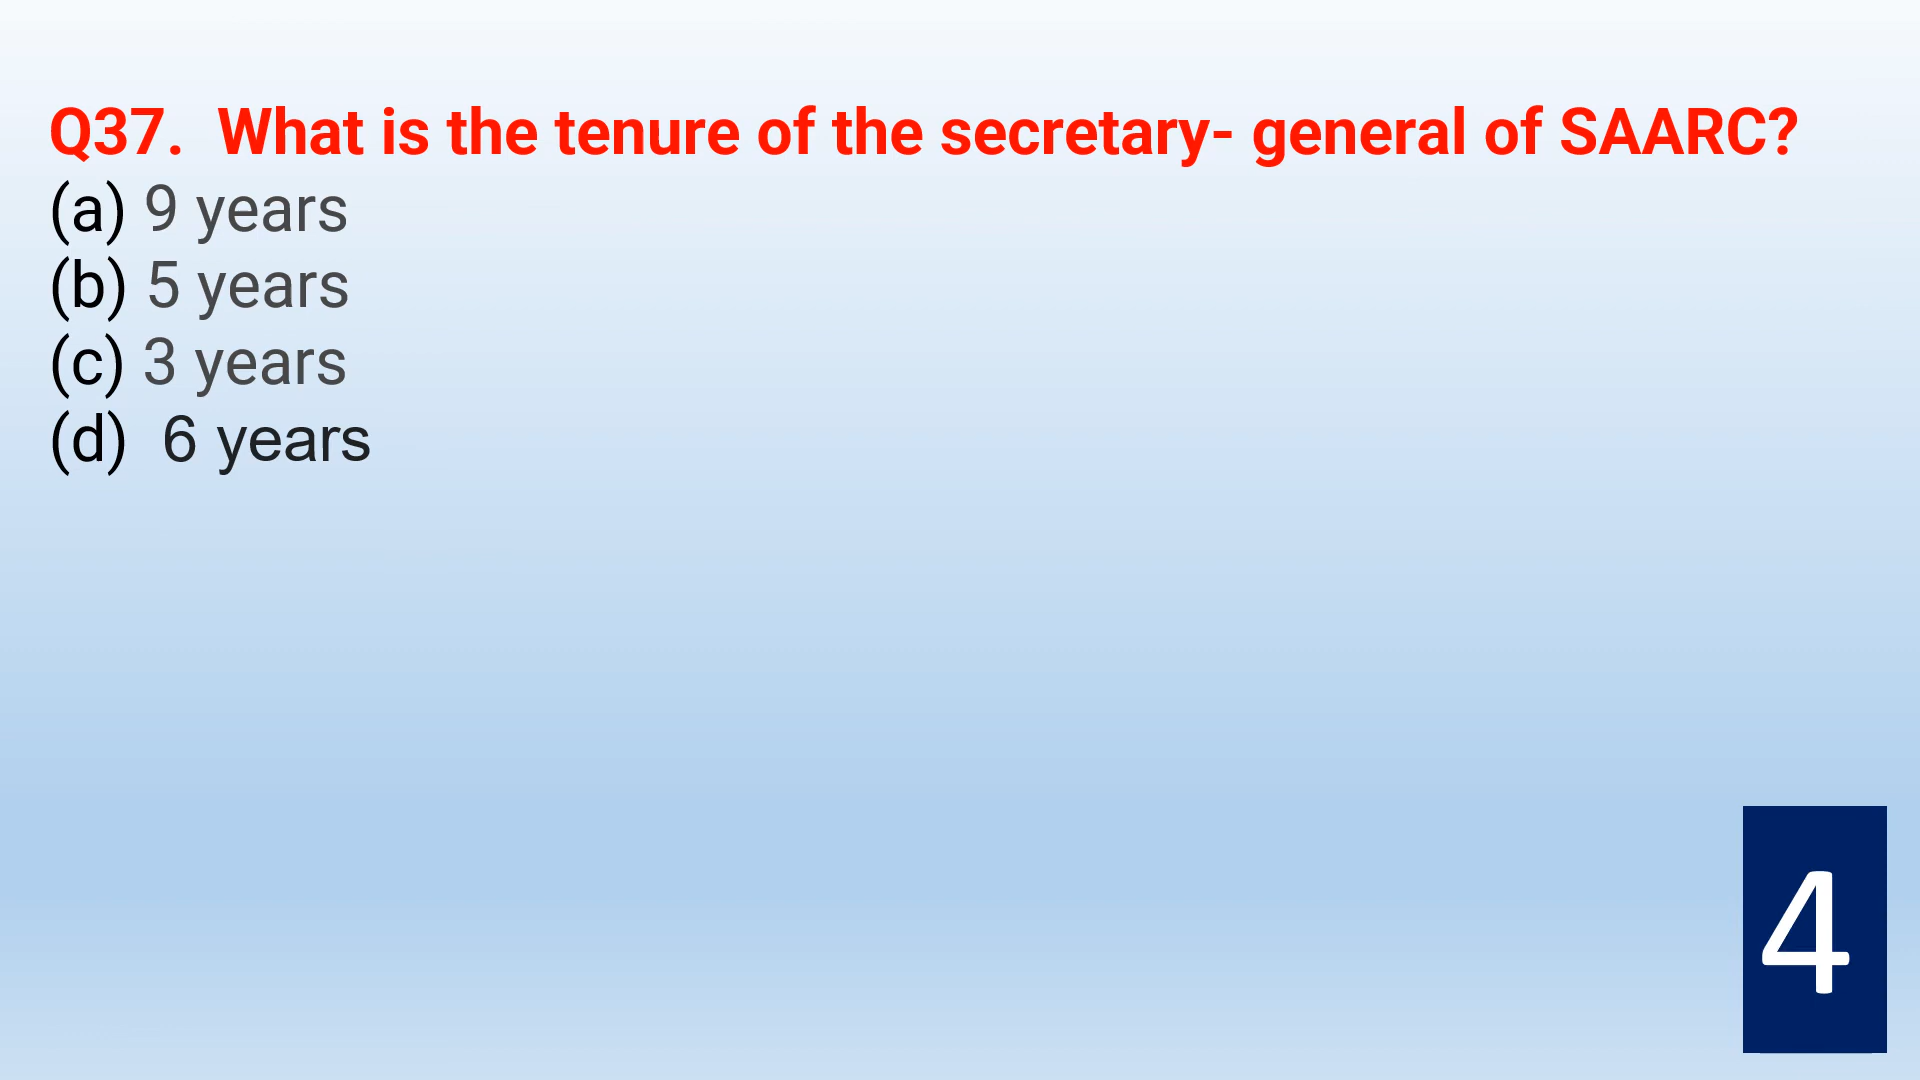 Q37.  What is the tenure of the secretary- general of SAARC?
(a) 9 years
(b) 5 years
(c) 3 years
(d)  6 years
4